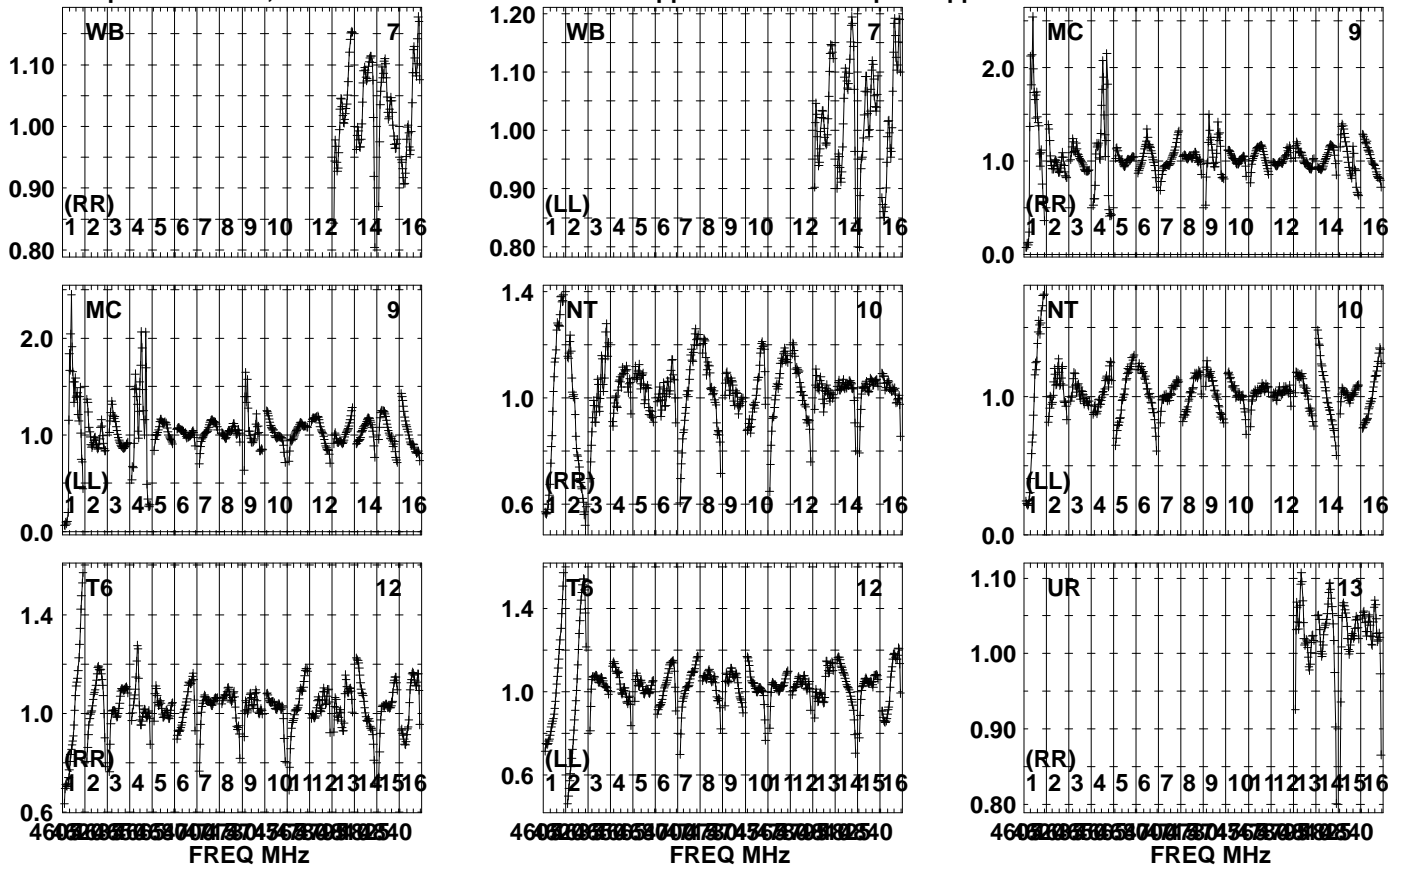 WB 7
1.10
1.00
0.90
0.80
(RR)
1 2 3 4 5 6 7 8 9 10 12 14 16
WB 7
1.20
1.10
1.00
0.90
0.80
(LL)
1 2 3 4 5 6 7 8 9 10 12 14 16
MC 9
2.0
1.0
0.0
(RR)
1 2 3 4 5 6 7 8 9 10 12 14 16
MC 9
2.0
1.0
0.0
(LL)
1 2 3 4 5 6 7 8 9 10 12 14 16
NT 10
1.4
1.0
0.6
(RR)
1 2 3 4 5 6 7 8 9 10 12 14 16
NT 10
1.0
0.0
(LL)
1 2 3 4 5 6 7 8 9 10 12 14 16
T6 12
1.4
1.0
0.6
(RR)
1 2 3 4 5 6 7 8 9 10 11 12 13 14 15 16
FREQ MHz
T6 12
1.4
1.0
0.6
(LL)
1 2 3 4 5 6 7 8 9 10 11 12 14 15 16
UR 13
1.10
1.00
0.90
0.80
(RR)
1 2 3 4 5 6 7 8 9 10 11 12 13 14 15 16
FREQ MHz